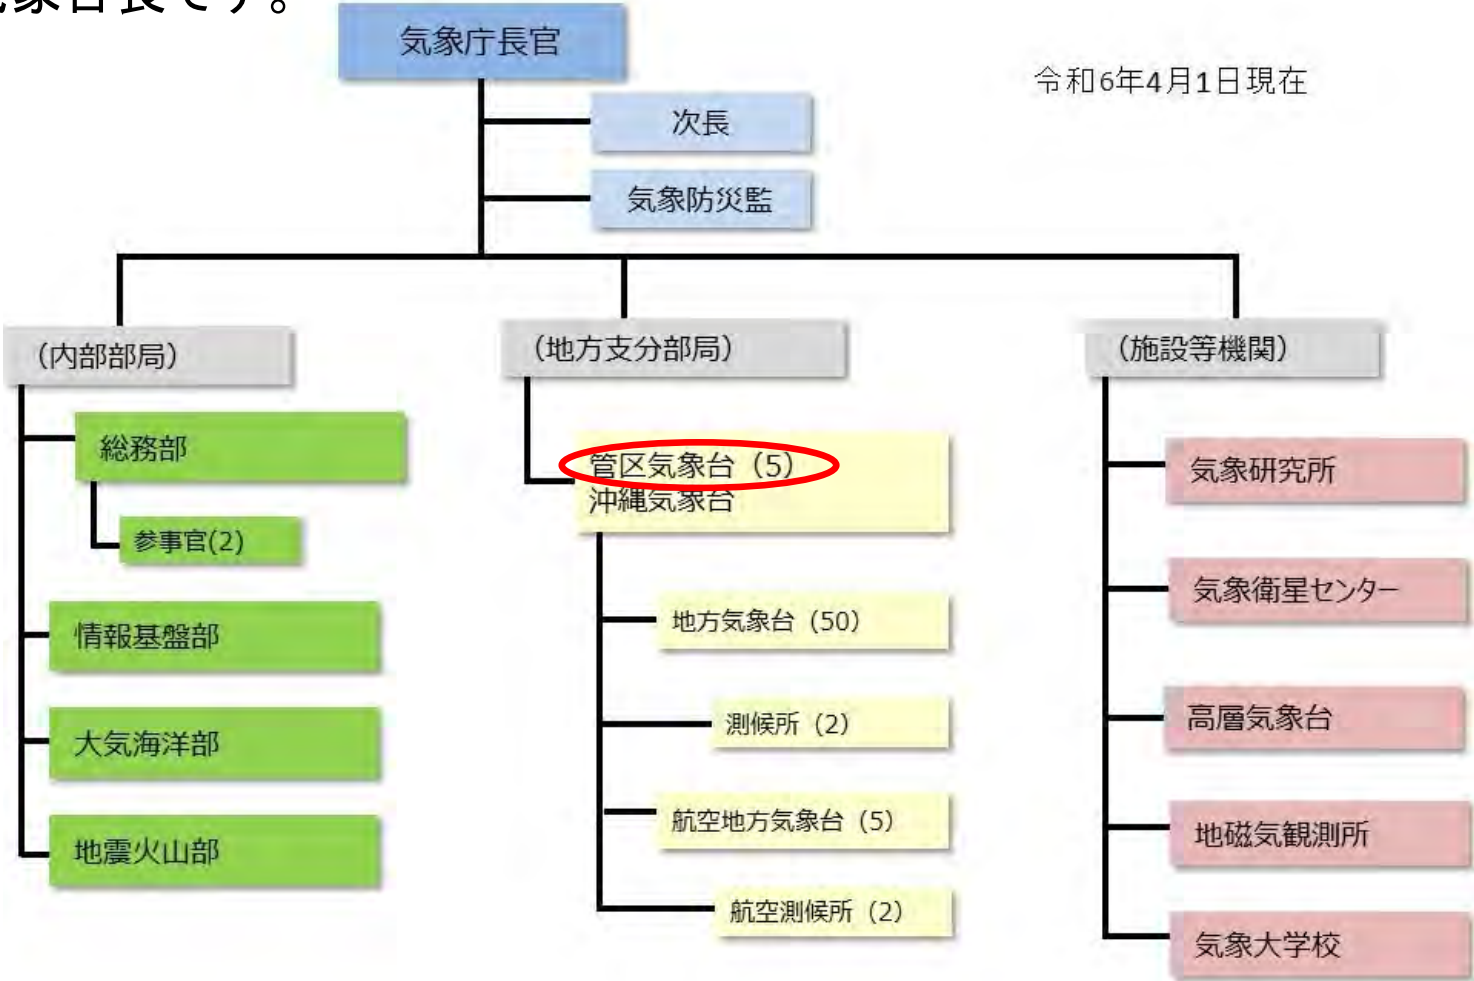 気象台長です。
気象庁長官
令和6年4月1日現在
次長
気象防災監
（内部部局）
総務部
参事官(2)
情報基盤部
大気海洋部
地震火山部
（地方支分部局）
管区気象台（5）
沖縄気象台
地方気象台（50）
測候所（2）
航空地方気象台（5）
航空測候所（2）
（施設等機関）
気象研究所
気象衛星センター
高層気象台
地磁気観測所
気象大学校